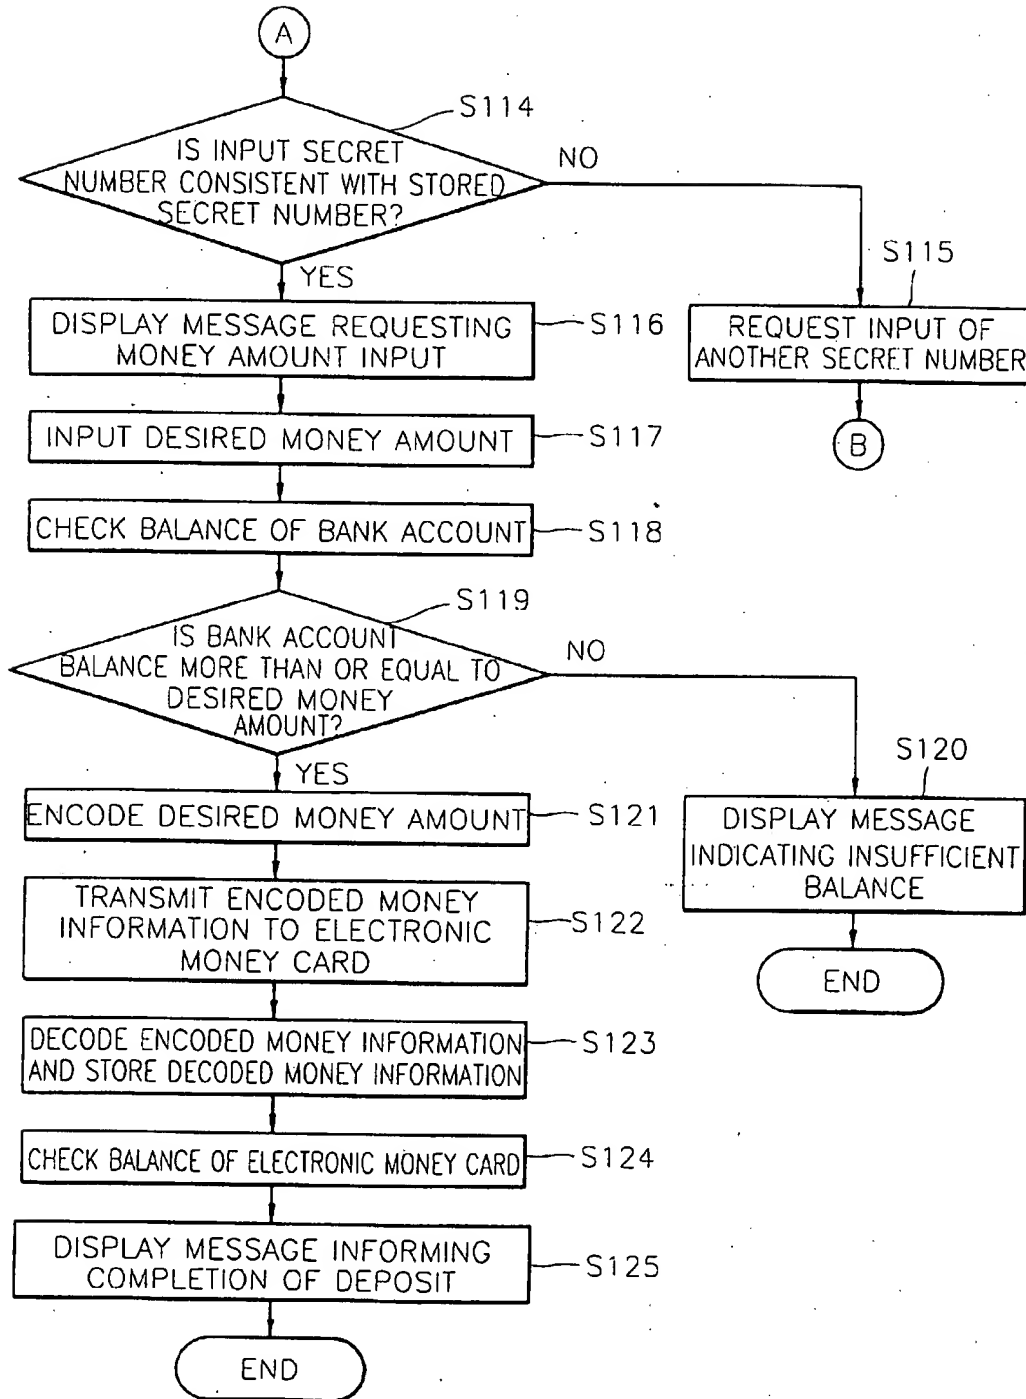 A
S114
IS INPUT SECRET
NUMBER CONSISTENT WITH STORED
SECRET NUMBER?
NO
YES
S115
REQUEST INPUT OF
ANOTHER SECRET NUMBER
B
DISPLAY MESSAGE REQUESTING
MONEY AMOUNT INPUT
S116
INPUT DESIRED MONEY AMOUNT
S117
CHECK BALANCE OF BANK ACCOUNT
S118
S119
IS BANK ACCOUNT
BALANCE MORE THAN OR EQUAL TO
DESIRED MONEY
AMOUNT?
NO
YES
S120
DISPLAY MESSAGE
INDICATING INSUFFICIENT
BALANCE
END
ENCODE DESIRED MONEY AMOUNT
S121
TRANSMIT ENCODED MONEY
INFORMATION TO ELECTRONIC
MONEY CARD
S122
DECODE ENCODED MONEY INFORMATION
AND STORE DECODED MONEY INFORMATION
S123
CHECK BALANCE OF ELECTRONIC MONEY CARD
S124
DISPLAY MESSAGE INFORMING
COMPLETION OF DEPOSIT
S125
END